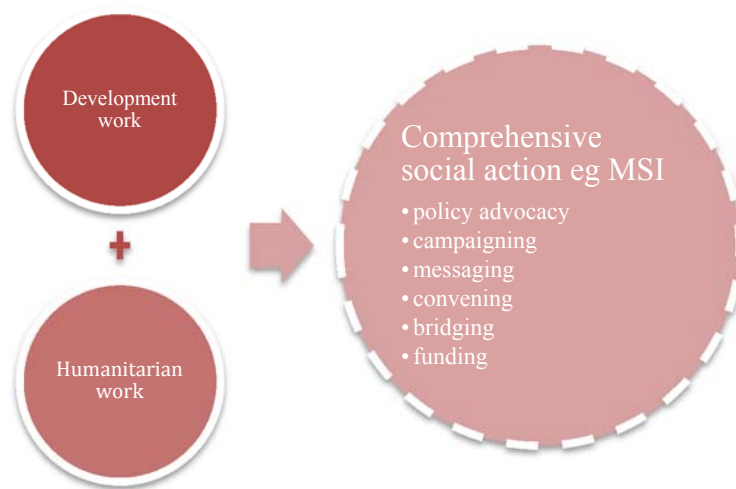 Development
work
+
Humanitarian
work
Comprehensive
social action eg MSI
• policy advocacy
• campaigning
• messaging
• convening
• bridging
• funding